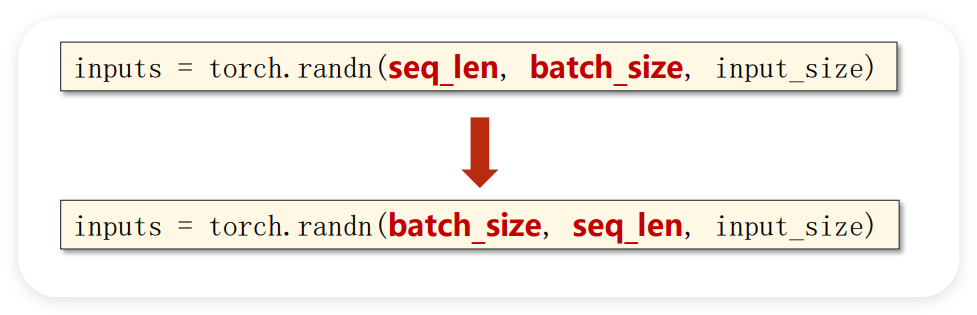 inputs = torch.randn(seq_len, batch_size, input_size)
inputs = torch.randn(batch_size, seq_len, input_size)